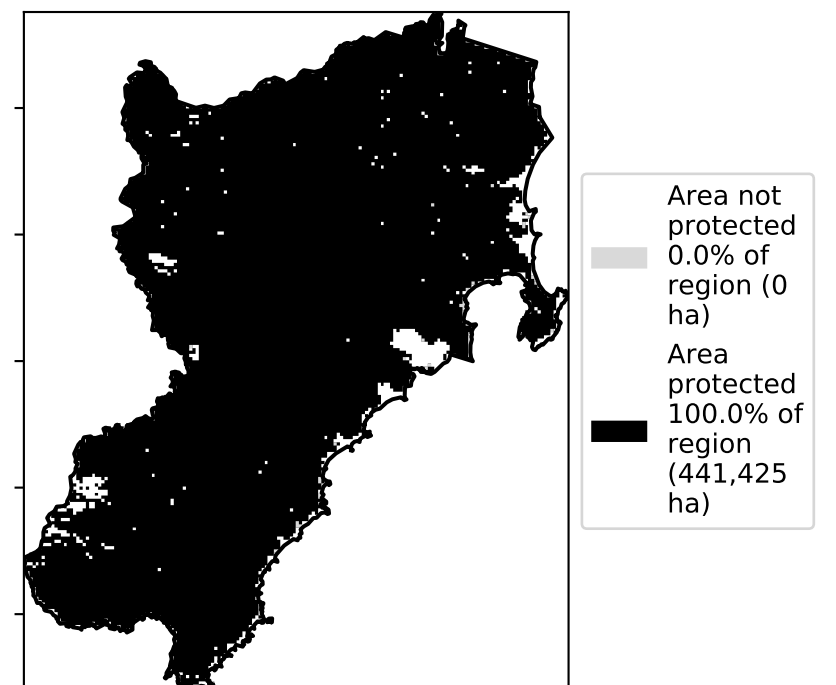 Area not
protected
0.0% of
region (0
ha)
Area
protected
100.0% of
region
(441,425
ha)